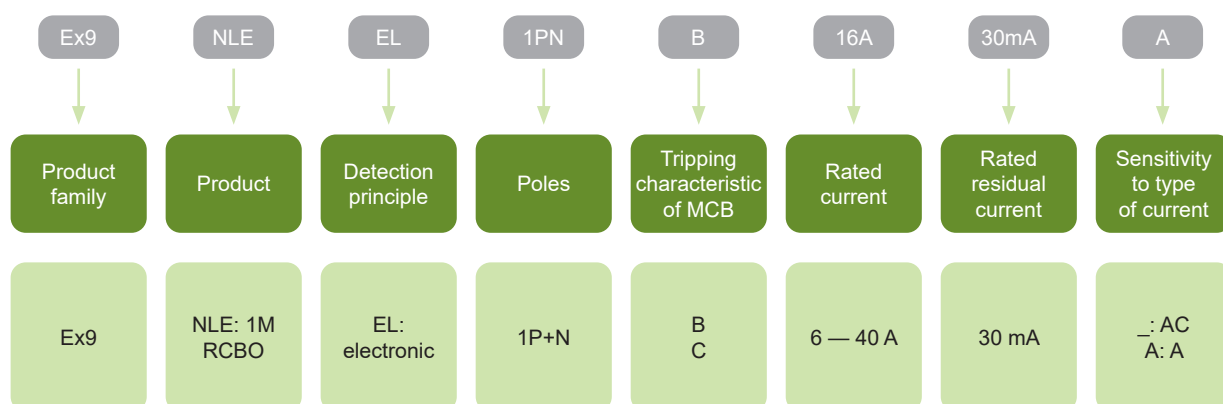 Ex9
NLE
EL
1PN
B
16A
30mA
A
Product
family
Product
Detection
principle
Poles
Tripping
characteristic
of MCB
Rated
current
Rated
residual
current
Sensitivity
to type
of current
Ex9
NLE: 1M
RCBO
EL:
electronic
1P+N
B
C
6 — 40 A
30 mA
_: AC
A: A